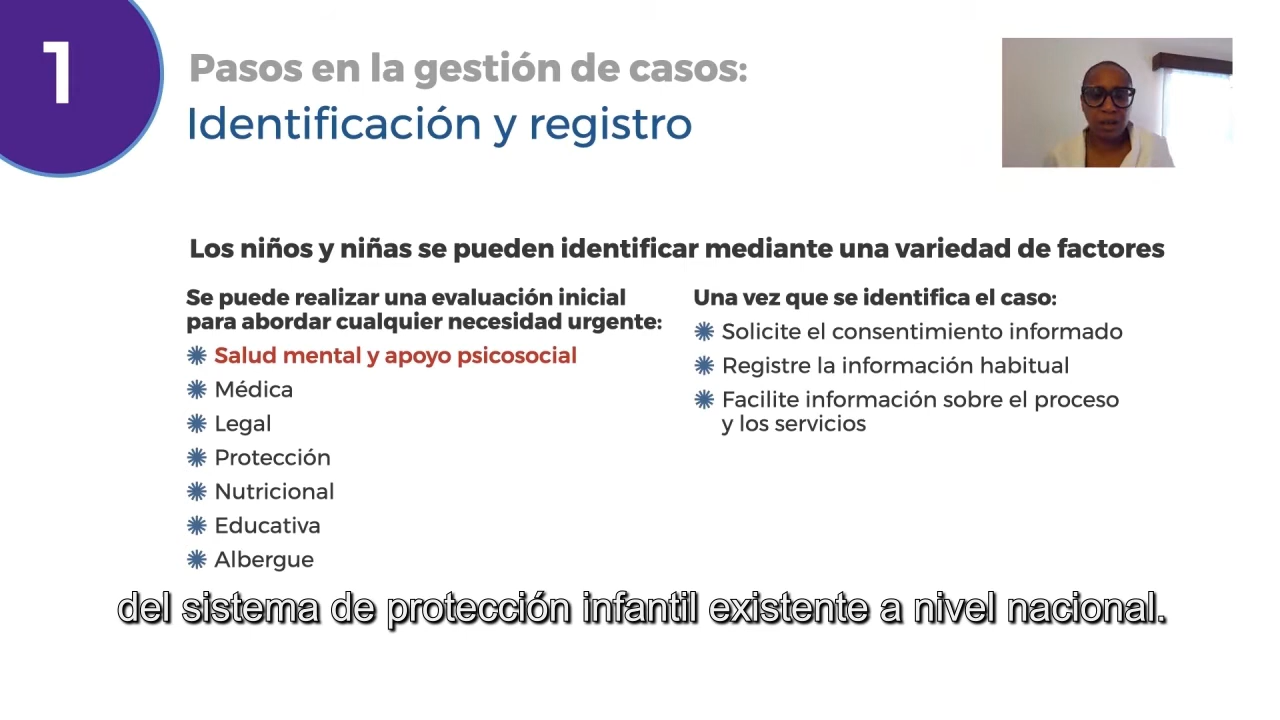 1
Pasos en la gestión de casos:
Identificación y registro
Los niños y niñas se pueden identificar mediante una variedad de factores
Se puede realizar una evaluación inicial
para abordar cualquier necesidad urgente:
Salud mental y apoyo psicosocial
Médica
Legal
Protección
Nutricional
Educativa
Albergue
Una vez que se identifica el caso:
Solicite el consentimiento informado
Registre la información habitual
Facilite información sobre el proceso
y los servicios
del sistema de protección infantil existente a nivel nacional.